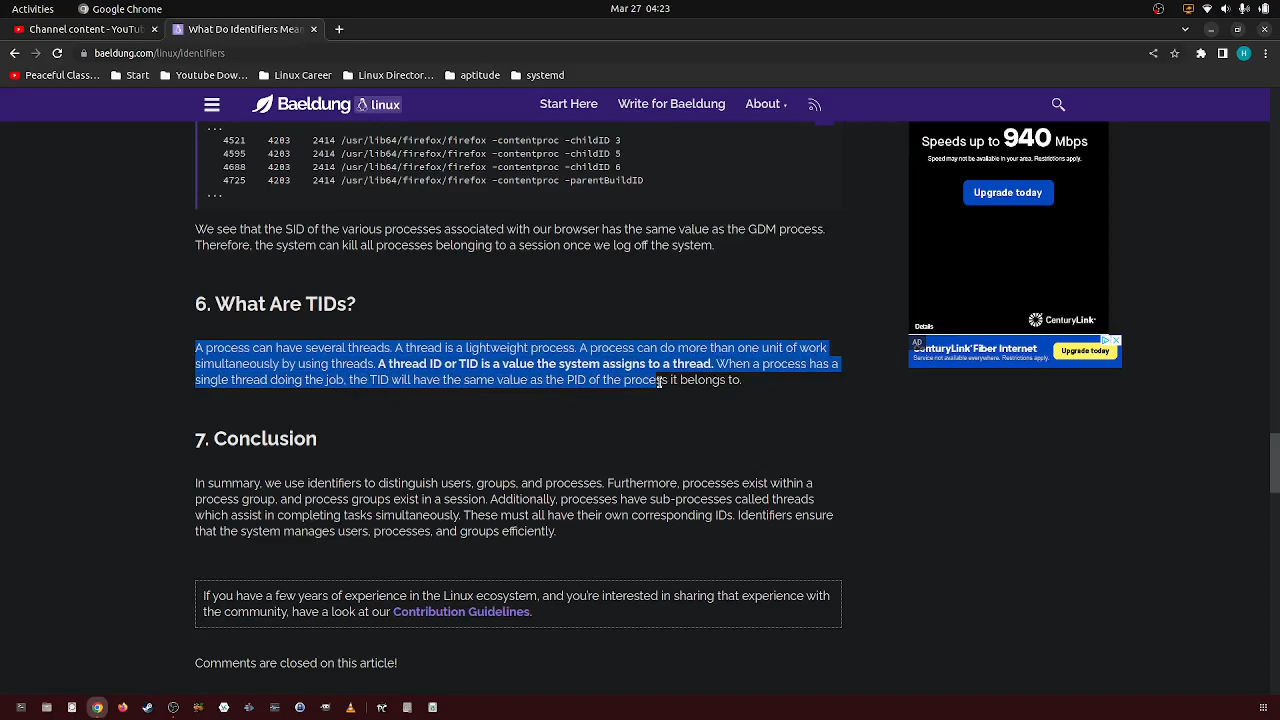 Activities
Google Chrome
Mar 27 04:23
Channel content - YouTub
What Do Identifiers Mean
baeldung.com/linux/identifiers
H
Peaceful Class...
Start
Youtube Dow...
Linux Career
Linux Director...
aptitude
systemd
Baeldung linux
Start Here
Write for Baeldung
About
...
4521 4203 2414 /usr/lib64/firefox/firefox -contentproc -childID 3
4595 4203 2414 /usr/lib64/firefox/firefox -contentproc -childID 5
4688 4203 2414 /usr/lib64/firefox/firefox -contentproc -childID 6
4725 4203 2414 /usr/lib64/firefox/firefox -contentproc -parentBuildID
...
We see that the SID of the various processes associated with our browser has the same value as the GDM process.
Therefore, the system can kill all processes belonging to a session once we log off the system.
6. What Are TIDs?
A process can have several threads. A thread is a lightweight process. A process can do more than one unit of work
simultaneously by using threads. A thread ID or TID is a value the system assigns to a thread. When a process has a
single thread doing the job, the TID will have the same value as the PID of the process it belongs to.
7. Conclusion
In summary, we use identifiers to distinguish users, groups, and processes. Furthermore, processes exist within a
process group, and process groups exist in a session. Additionally, processes have sub-processes called threads
which assist in completing tasks simultaneously. These must all have their own corresponding IDs. Identifiers ensure
that the system manages users, processes, and groups efficiently.
If you have a few years of experience in the Linux ecosystem, and you're interested in sharing that experience with
the community, have a look at our Contribution Guidelines.
Comments are closed on this article!
Speeds up to 940 Mbps
Speed may not be available in your area. Restrictions apply.
Upgrade today
Details
CenturyLink
AD
CenturyLink Fiber Internet
Service not available everywhere. Restrictions apply.
Upgrade today